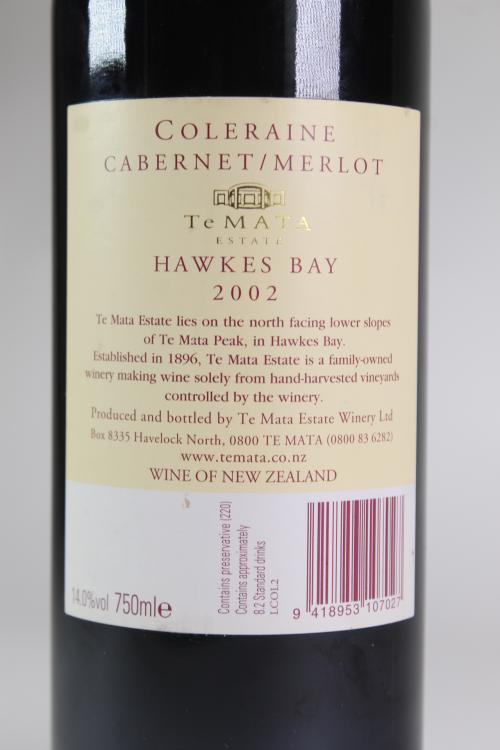 COLERAINE
CABERNET/MERLOT
Te MATA
ESTATE
HAWKES BAY
2002
Te Mata Estate lies on the north facing lower slopes
of Te Mata Peak, in Hawkes Bay.
Established in 1896, Te Mata Estate is a family-owned
winery making wine solely from hand-harvested vineyards
controlled by the winery.
Produced and bottled by Te Mata Estate Winery Ltd
Box 8335 Havelock North, 0800 TE MATA (0800 83 6282)
www.temata.co.nz
WINE OF NEW ZEALAND
14.0%vol 750ml e
Contains preservative (220)
Contains approximately
8.2 Standard drinks
LCOL2
9 418953 107027